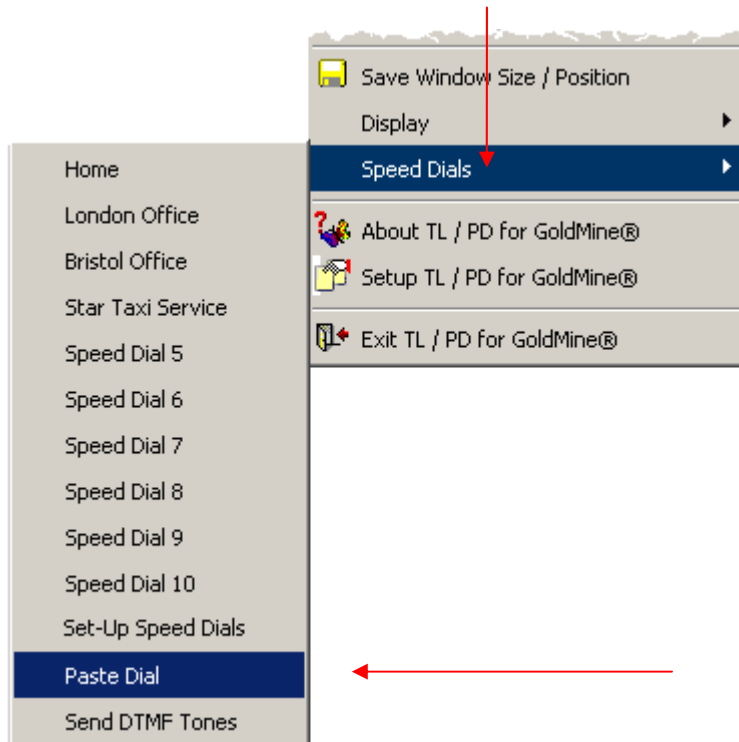 Save Window Size / Position
Display
Speed Dials
About TL / PD for GoldMine®
Setup TL / PD for GoldMine®
Exit TL / PD for GoldMine®
Home
London Office
Bristol Office
Star Taxi Service
Speed Dial 5
Speed Dial 6
Speed Dial 7
Speed Dial 8
Speed Dial 9
Speed Dial 10
Set-Up Speed Dials
Paste Dial
Send DTMF Tones